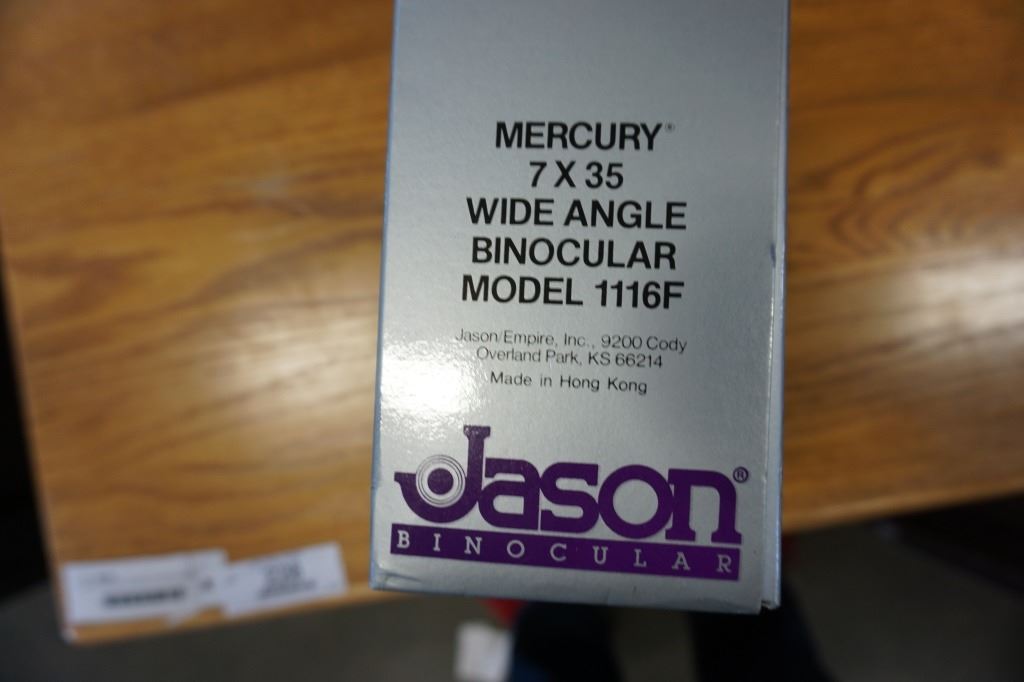 MERCURY®
7 X 35
WIDE ANGLE
BINOCULAR
MODEL 1116F
Jason/Empire, Inc., 9200 Cody
Overland Park, KS 66214
Made in Hong Kong
Jason®
BINOCULAR